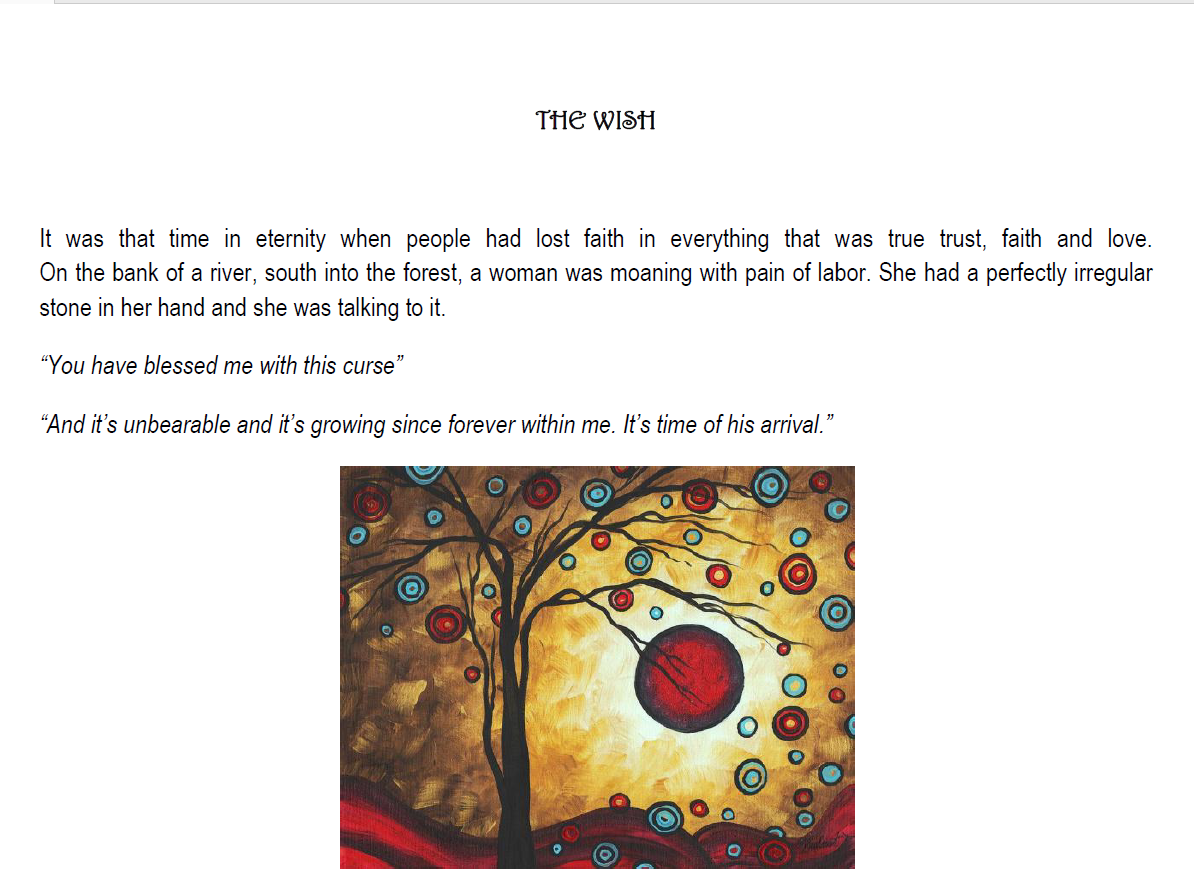 THE WISH
It was that time in eternity when people had lost faith in everything that was true trust, faith and love.
On the bank of a river, south into the forest, a woman was moaning with pain of labor. She had a perfectly irregular
stone in her hand and she was talking to it.
“You have blessed me with this curse”
“And it’s unbearable and it’s growing since forever within me. It’s time of his arrival.”